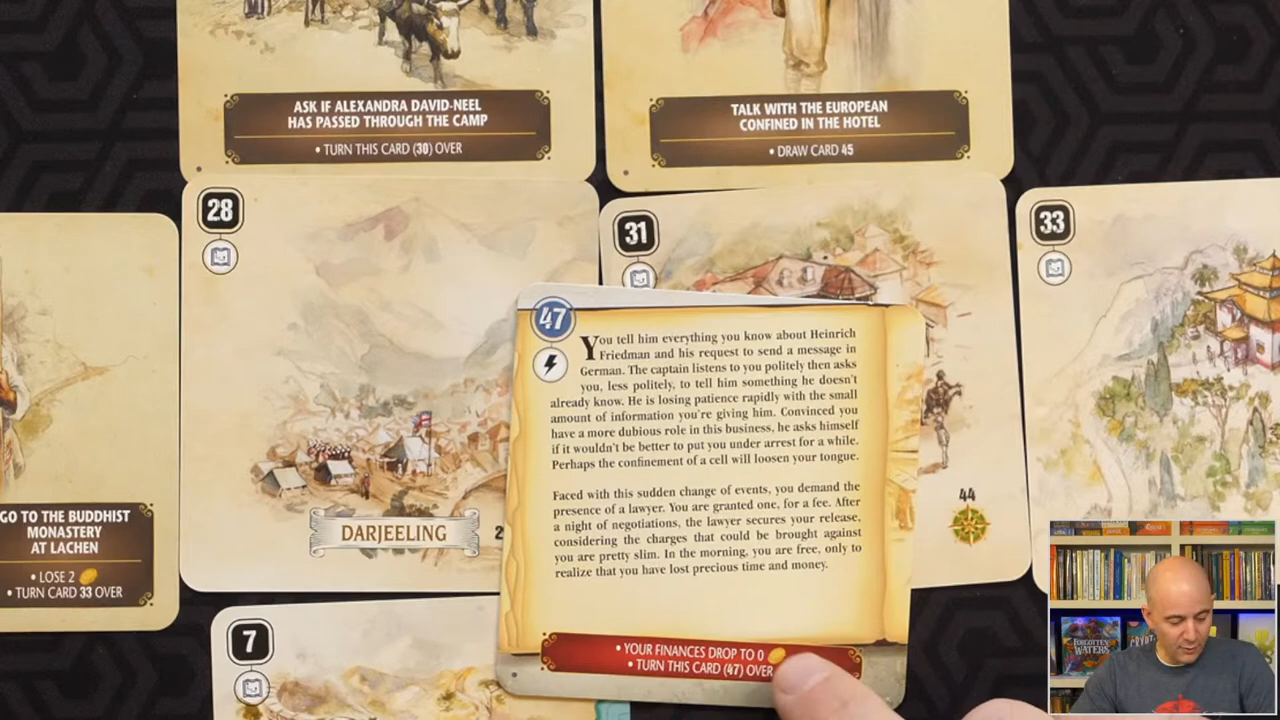 ASK IF ALEXANDRA DAVID-NEEL
HAS PASSED THROUGH THE CAMP
• TURN THIS CARD (30) OVER
TALK WITH THE EUROPEAN
CONFINED IN THE HOTEL
• DRAW CARD 45
28
31
33
47
You tell him everything you know about Heinrich
Friedman and his request to send a message in
German. The captain listens to you politely then asks
you, less politely, to tell him something he doesn't
already know. He is losing patience rapidly with the small
amount of information you're giving him. Convinced you
have a more dubious role in this business, he asks himself
if it wouldn't be better to put you under arrest for a while.
Perhaps the confinement of a cell will loosen your tongue.
Faced with this sudden change of events, you demand the
presence of a lawyer. You are granted one, for a fee. After
a night of negotiations, the lawyer secures your release,
considering the charges that could be brought against
you are pretty slim. In the morning, you are free, only to
realize that you have lost precious time and money.
• YOUR FINANCES DROP TO 0
• TURN THIS CARD (47) OVER
GO TO THE BUDDHIST
MONASTERY
AT LACHEN
• LOSE 2
• TURN CARD 33 OVER
DARJEELING
2
44
7
FORGOTTEN
WATERS